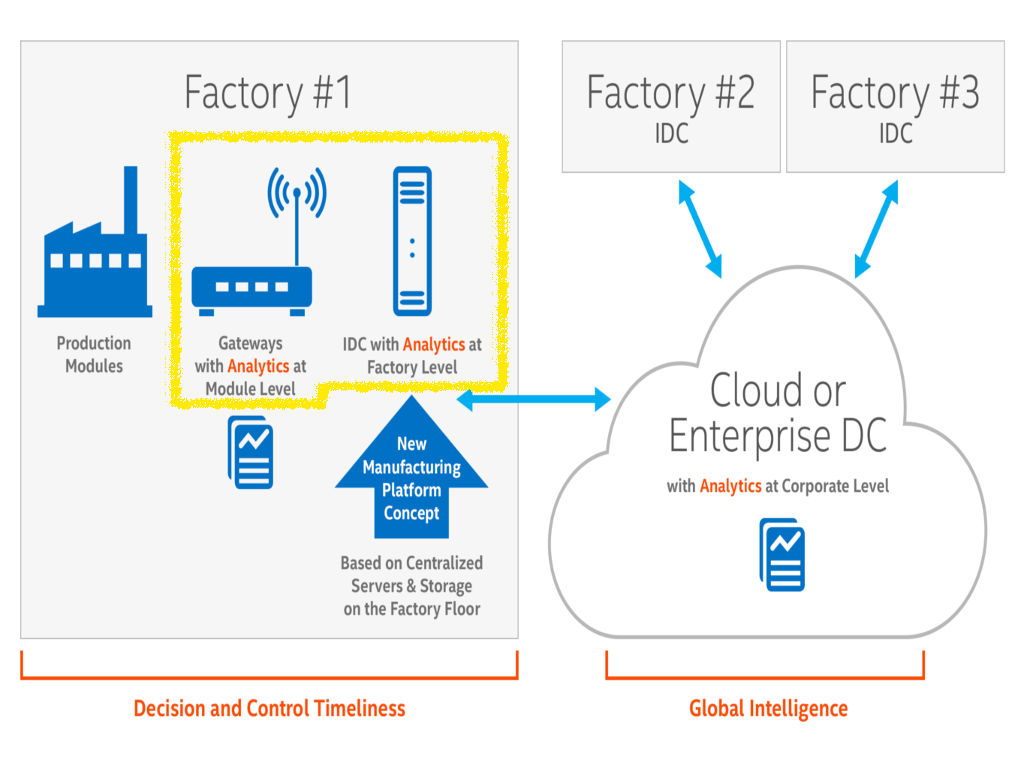 Factory #1
Factory #2
IDC
Factory #3
IDC
Production
Modules
Gateways
with Analytics at
Module Level
IDC with Analytics at
Factory Level
New
Manufacturing
Platform
Concept
Based on Centralized
Servers & Storage
on the Factory Floor
Cloud or
Enterprise DC
with Analytics at Corporate Level
Decision and Control Timeliness
Global Intelligence